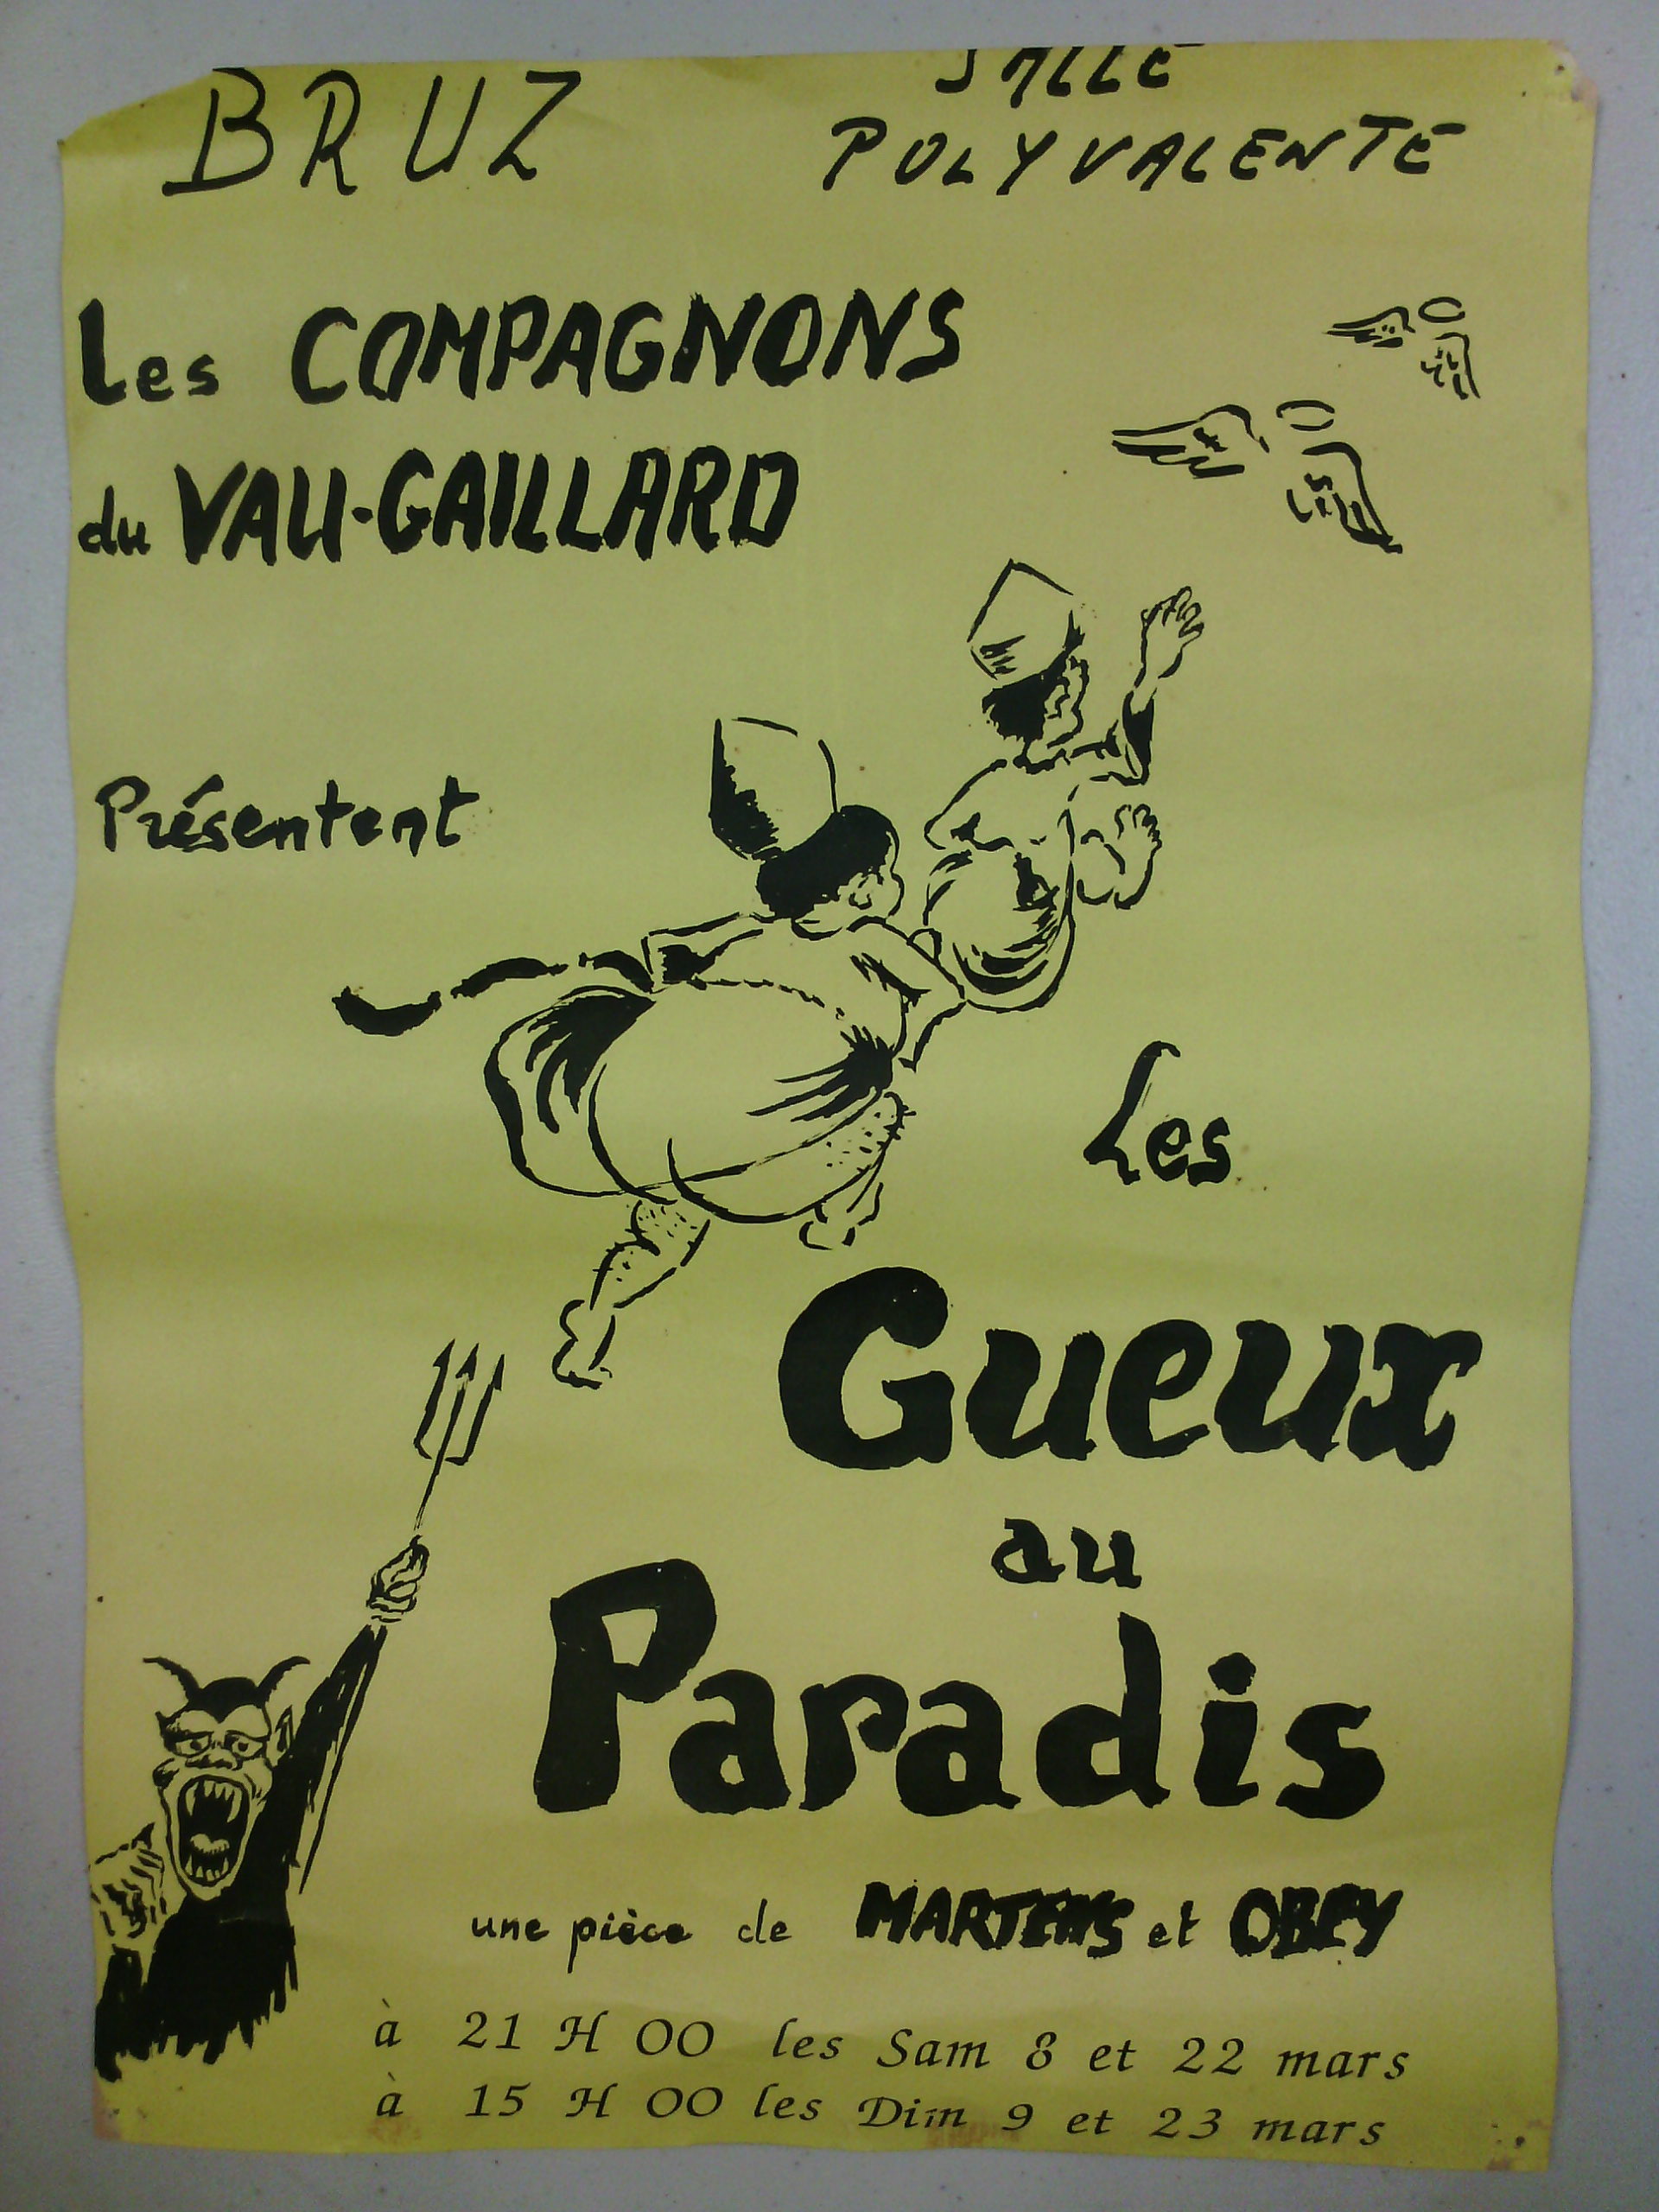 BRUZ
SALLE
POLYVALENTE
Les COMPAGNONS
du VAU-GAILLARD
Présentent
Les
Gueux
au
Paradis
une pièce de MARTENS et OBEY
à 21 H 00 les Sam 8 et 22 mars
à 15 H 00 les Dim 9 et 23 mars